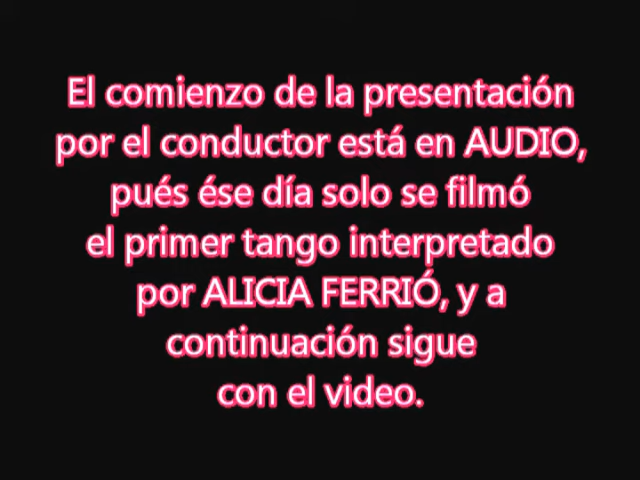 El comienzo de la presentación
por el conductor está en AUDIO,
pués ése día solo se filmó
el primer tango interpretado
por ALICIA FERRIÓ, y a
continuación sigue
con el video.